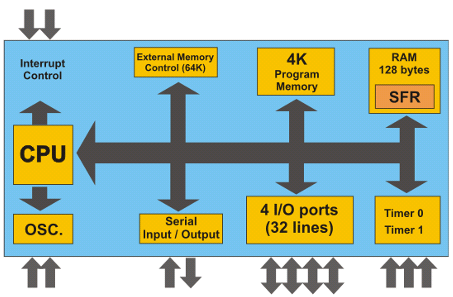 Interrupt
Control
External Memory
Control (64K)
4K
Program
Memory
RAM
128 bytes
SFR
CPU
OSC.
Serial
Input / Output
4 I/O ports
(32 lines)
Timer 0
Timer 1